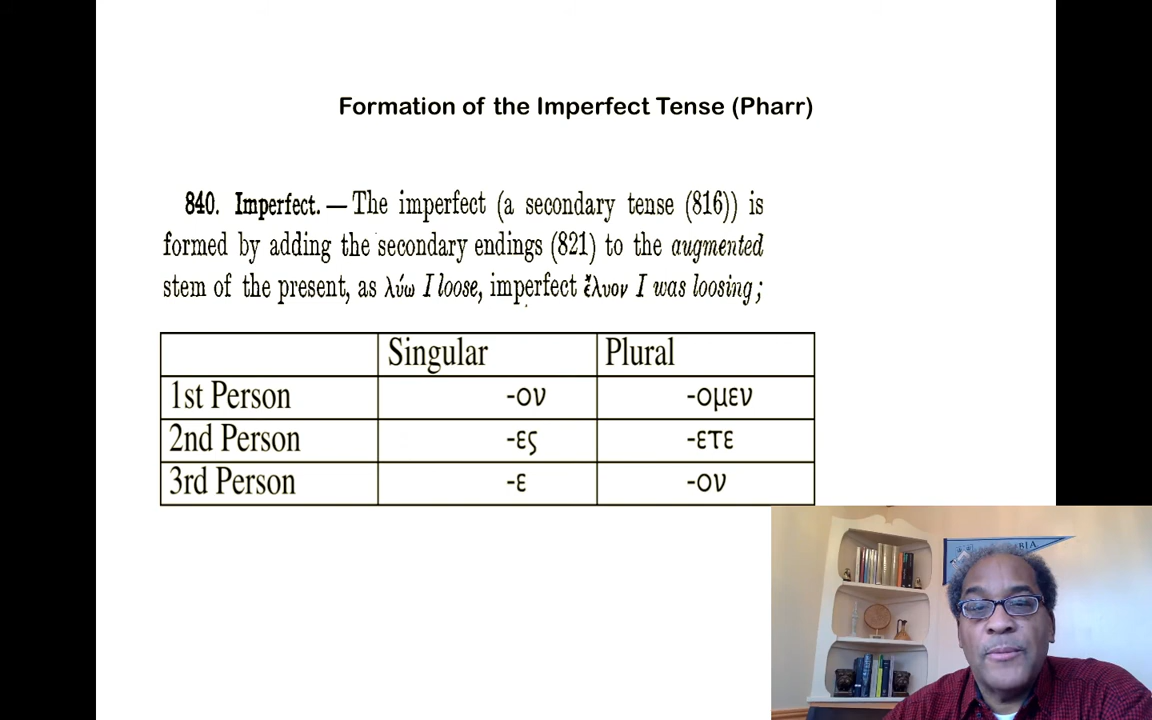 Formation of the Imperfect Tense (Pharr)
840. Imperfect. — The imperfect (a secondary tense (816)) is
formed by adding the secondary endings (821) to the augmented
stem of the present, as λύω I loose, imperfect ἔλυον I was loosing;
Singular Plural
1st Person -ον -ομεν
2nd Person -ες -ετε
3rd Person -ε -ον